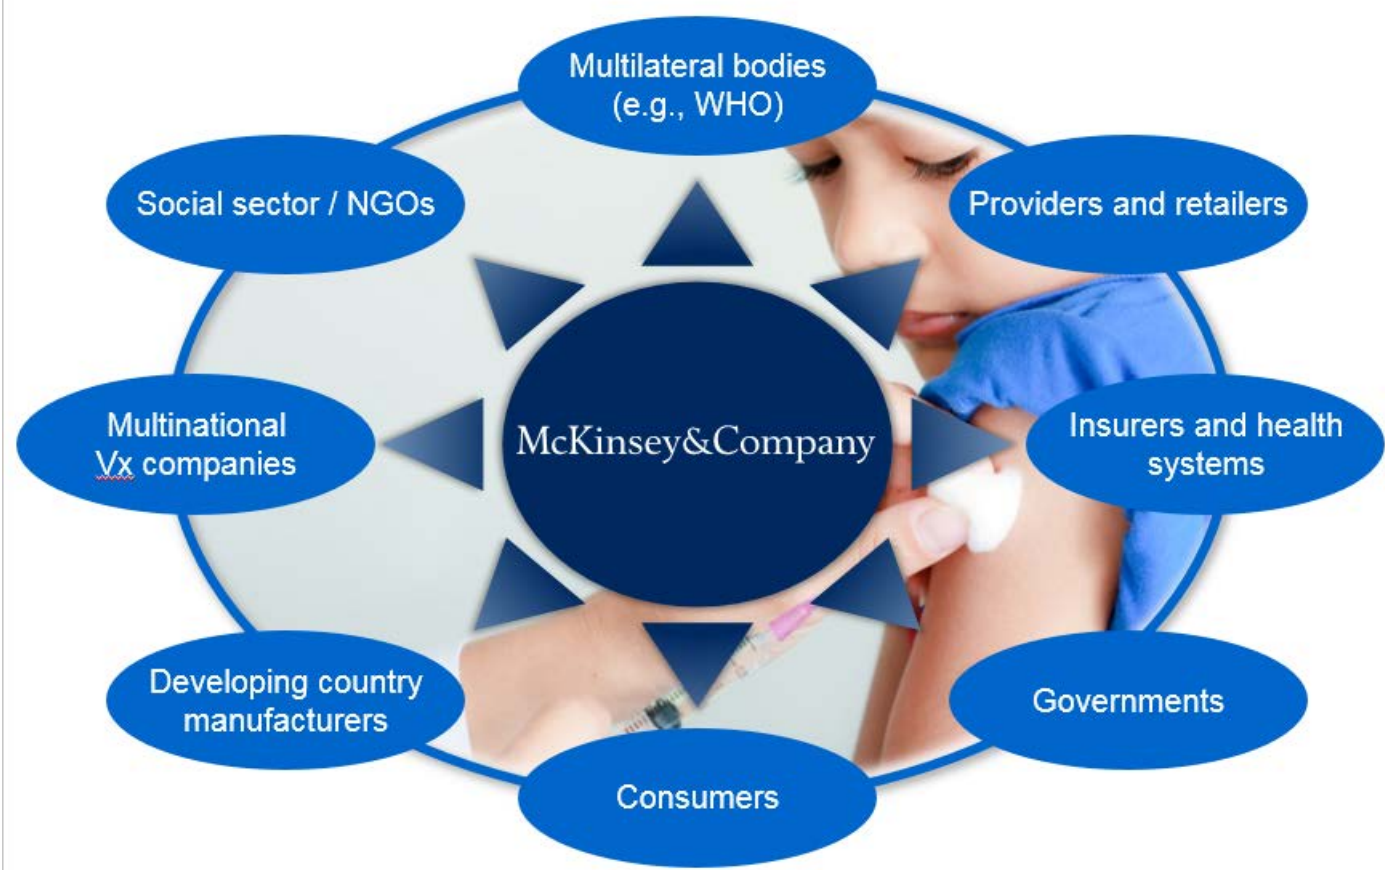 Multilateral bodies
(e.g., WHO)
Social sector / NGOs
Providers and retailers
Multinational
Vx companies
McKinsey&Company
Insurers and health
systems
Developing country
manufacturers
Governments
Consumers